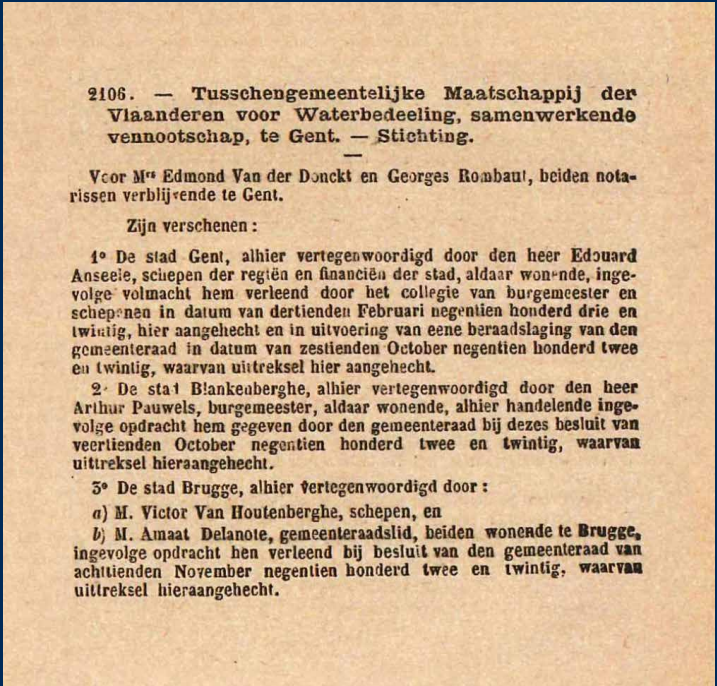 2106. — Tusschengemeentelijke Maatschappij der
Vlaanderen voor Waterbedeeling, samenwerkende
vennootschap, te Gent. — Stichting.
Voor Mrs Edmond Van der Donckt en Georges Rombaut, beiden nota-
rissen verblijvende te Gent.
Zijn verschenen :
1o De stad Gent, alhier vertegenwoordigd door den heer Edouard
Anseele, schepen der regiën en financiën der stad, aldaar wonende, inge-
volge volmacht hem verleend door het collegie van burgemeester en
schepenen in datum van dertienden Februari negentien honderd drie en
twintig, hier aangehecht en in uitvoering van eene beraadslaging van den
gemeenteraad in datum van zestienden October negentien honderd twee
en twintig, waarvan uittreksel hier aangehecht.
2o De stad Blankenberghe, alhier vertegenwoordigd door den heer
Arthur Pauwels, burgemeester, aldaar wonende, alhier handelende inge-
volge opdracht hem gegeven door den gemeenteraad bij dezes besluit van
veertienden October negentien honderd twee en twintig, waarvan
uittreksel hieraangehecht.
3o De stad Brugge, alhier vertegenwoordigd door :
a) M. Victor Van Houtenberghe, schepen, en
b) M. Amaat Delanote, gemeenteraadslid, beiden wonende te Brugge,
ingevolge opdracht hen verleend bij besluit van den gemeenteraad van
achttienden November negentien honderd twee en twintig, waarvan
uittreksel hieraangehecht.